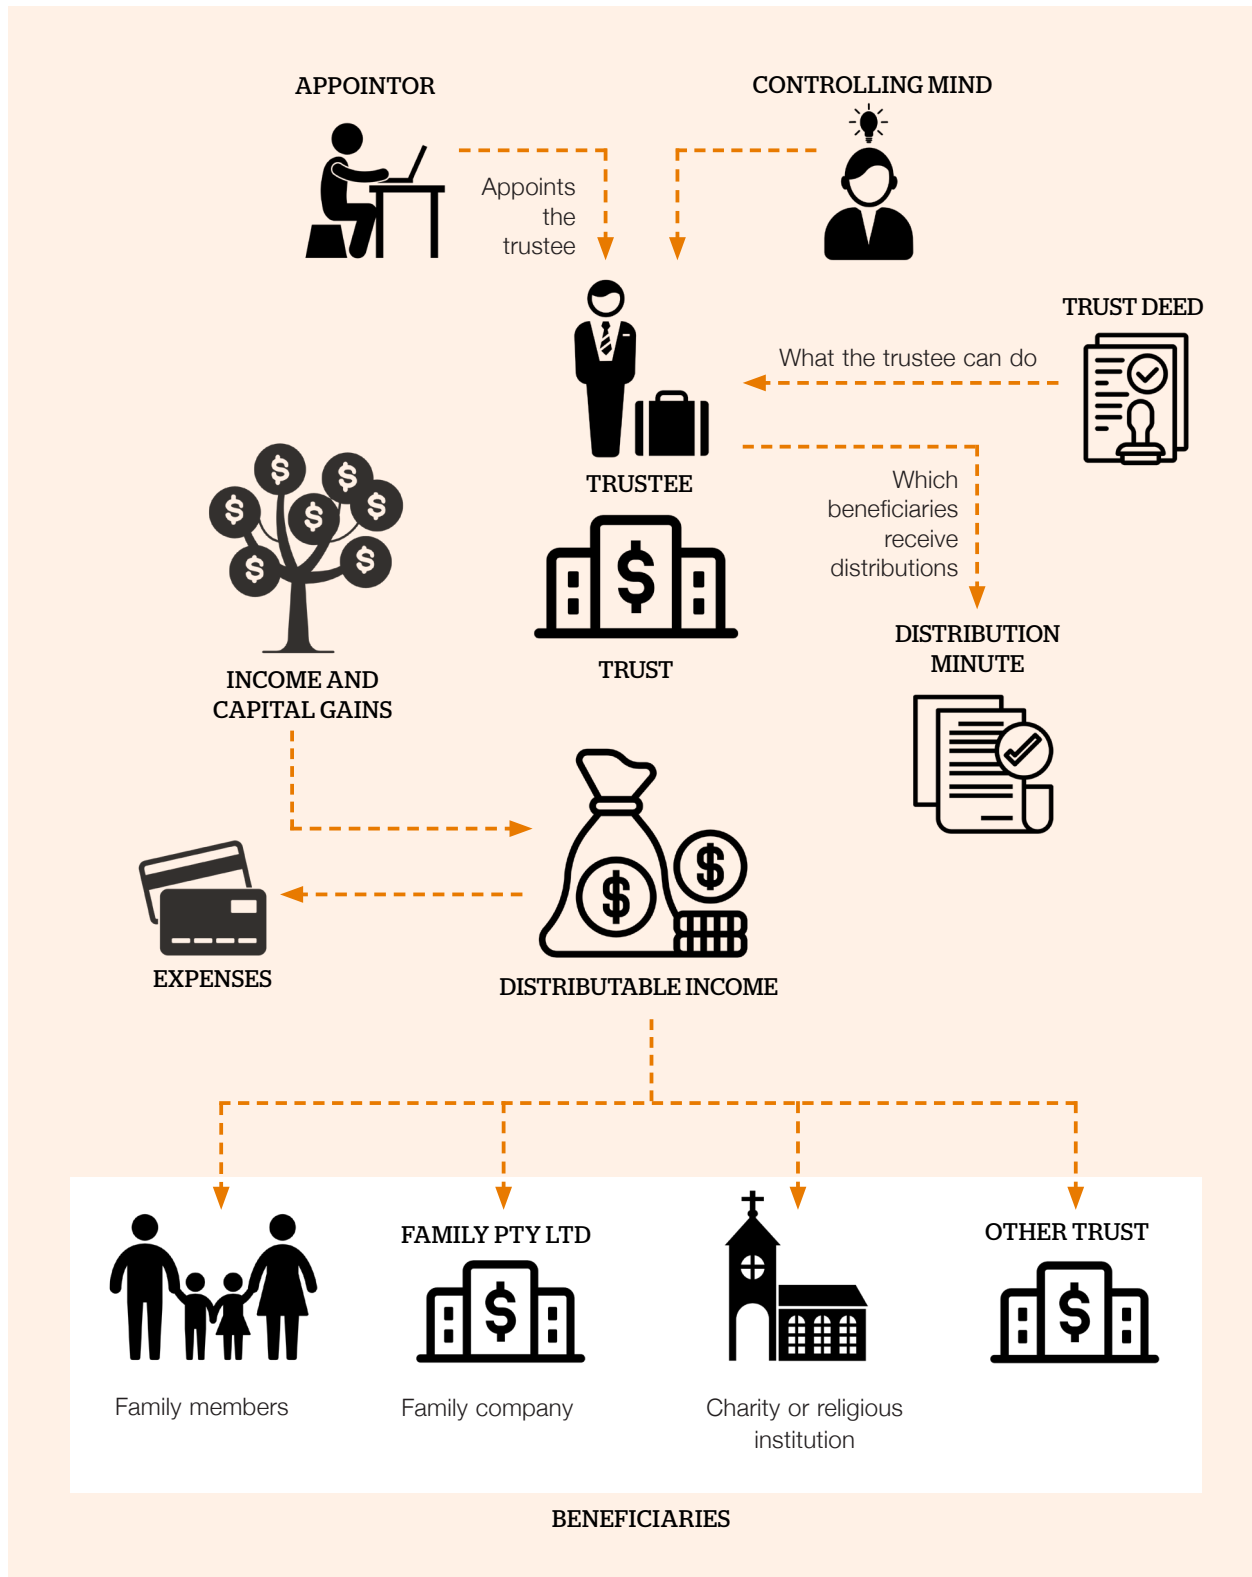 APPOINTOR
CONTROLLING MIND
Appoints
the
trustee
TRUST DEED
What the trustee can do
TRUSTEE
Which
beneficiaries
receive
distributions
$
$
$
$
$
$
$
$
TRUST
DISTRIBUTION
MINUTE
INCOME AND
CAPITAL GAINS
$
$
EXPENSES
DISTRIBUTABLE INCOME
FAMILY PTY LTD
OTHER TRUST
$
$
Family members
Family company
Charity or religious
institution
BENEFICIARIES